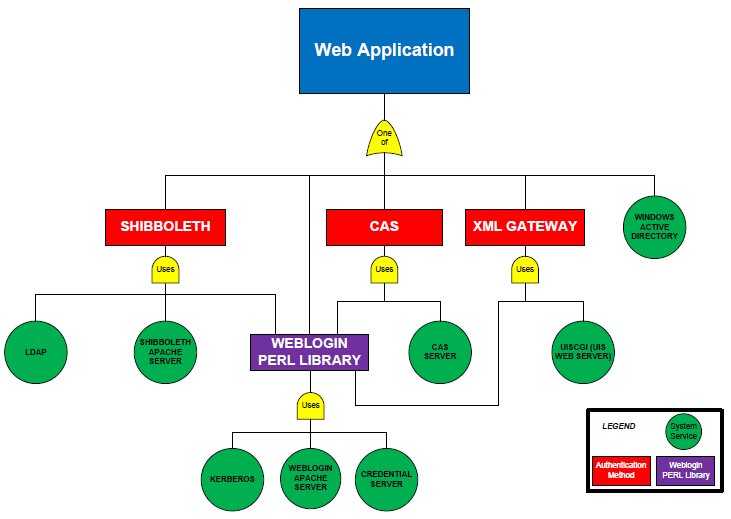 Web Application
One
of
SHIBBOLETH
CAS
XML GATEWAY
WINDOWS
ACTIVE
DIRECTORY
Uses
Uses
Uses
LDAP
SHIBBOLETH
APACHE
SERVER
WEBLOGIN
PERL LIBRARY
CAS
SERVER
UISCGI (UIS
WEB SERVER)
Uses
KERBEROS
WEBLOGIN
APACHE
SERVER
CREDENTIAL
SERVER
LEGEND
System
Service
Authentication
Method
Weblogin
PERL Library